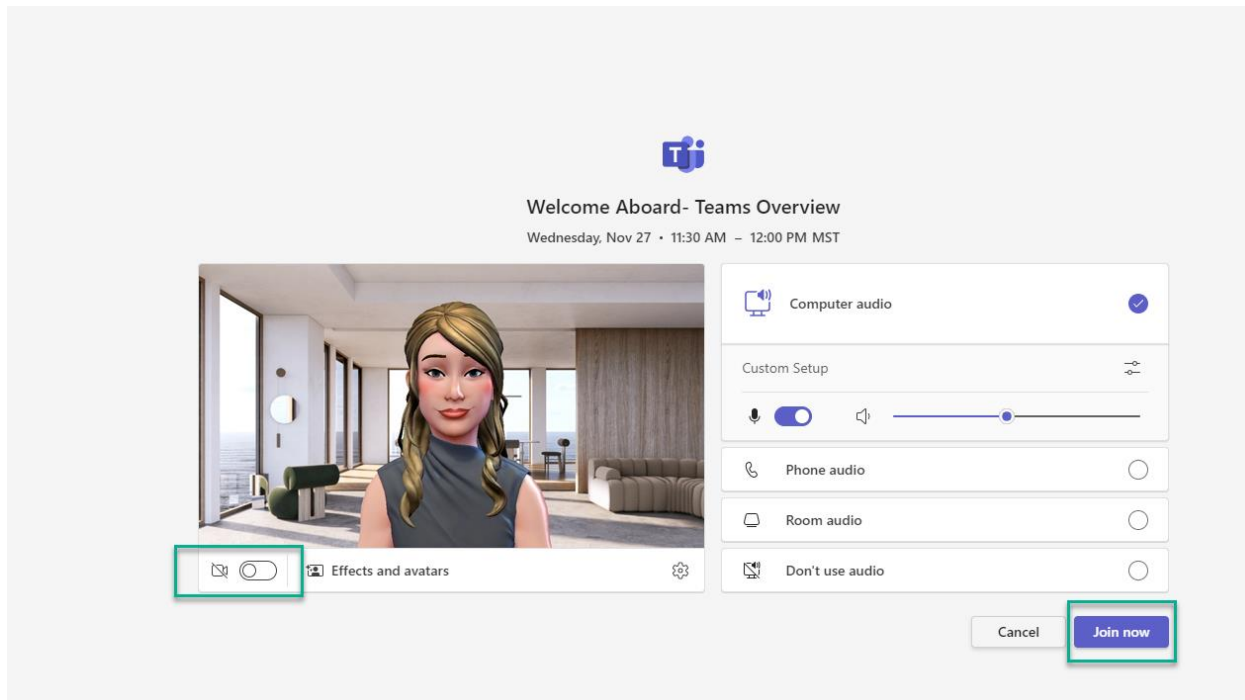 T
Welcome Aboard- Teams Overview
Wednesday, Nov 27 • 11:30 AM – 12:00 PM MST
Computer audio
Custom Setup
Phone audio
Room audio
Effects and avatars
Don't use audio
Cancel
Join now